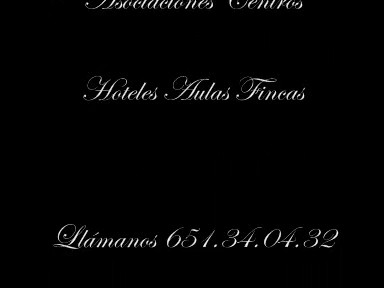 Asociaciones Centros
Hoteles Aulas Fincas
Llámanos 651.34.04.32